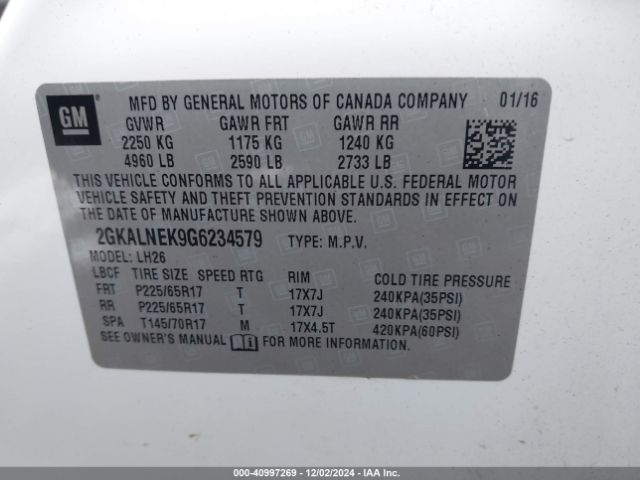 GM
MFD BY GENERAL MOTORS OF CANADA COMPANY 01/16
GVWR GAWR FRT GAWR RR
2250 KG 1175 KG 1240 KG
4960 LB 2590 LB 2733 LB
THIS VEHICLE CONFORMS TO ALL APPLICABLE U.S. FEDERAL MOTOR
VEHICLE SAFETY AND THEFT PREVENTION STANDARDS IN EFFECT ON
THE DATE OF MANUFACTURE SHOWN ABOVE.
2GKALNEK9G6234579 TYPE: M.P.V.
MODEL: LH26
LBCF TIRE SIZE SPEED RTG RIM COLD TIRE PRESSURE
FRT P225/65R17 T 17X7J 240KPA(35PSI)
RR P225/65R17 T 17X7J 240KPA(35PSI)
SPA T145/70R17 M 17X4.5T 420KPA(60PSI)
SEE OWNER'S MANUAL FOR MORE INFORMATION.
000-40997269 - 12/02/2024 - IAAI.COM